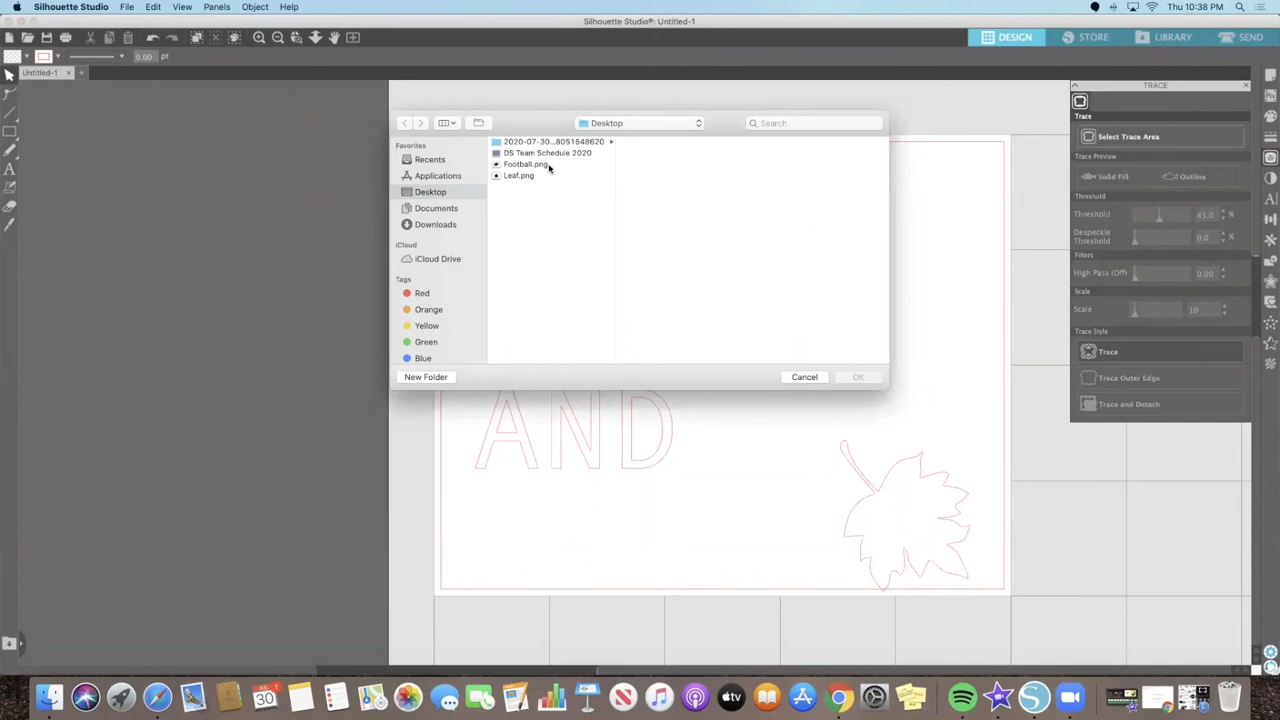 Silhouette Studio File Edit View Panels Object Help Thu 10:38 PM
Silhouette Studio®: Untitled-1
DESIGN STORE LIBRARY SEND
0.00 pt
Untitled-1 × +
Desktop
Search
Favorites
Recents
Applications
Desktop
Documents
Downloads
iCloud
iCloud Drive
Tags
Red
Orange
Yellow
Green
Blue
2020-07-30...8051548620
DS Team Schedule 2020
Football.png
Leaf.png
New Folder Cancel OK
TRACE
Trace
Select Trace Area
Trace Preview
Solid Fill Outline
Threshold
Threshold 45.0 %
Despeckle
Threshold 0.0 %
Filters
High Pass (Off) 0.00
Scale
Scale 10
Trace Style
Trace
Trace Outer Edge
Trace and Detach
AND
JUL
30